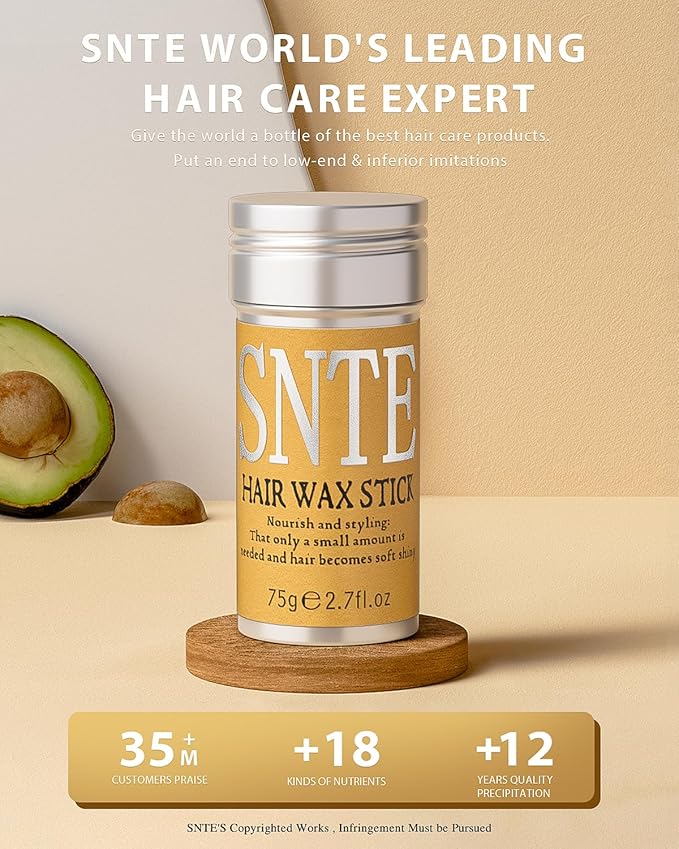 SNTE WORLD'S LEADING
HAIR CARE EXPERT
Give the world a bottle of the best hair care products.
Put an end to low-end & inferior imitations
SNTE
HAIR WAX STICK
Nourish and styling:
That only a small amount is
needed and hair becomes soft shiny
75g℮2.7fl.oz
35+M
CUSTOMERS PRAISE
+18
KINDS OF NUTRIENTS
+12
YEARS QUALITY
PRECIPITATION
SNTE'S Copyrighted Works , Infringement Must be Pursued